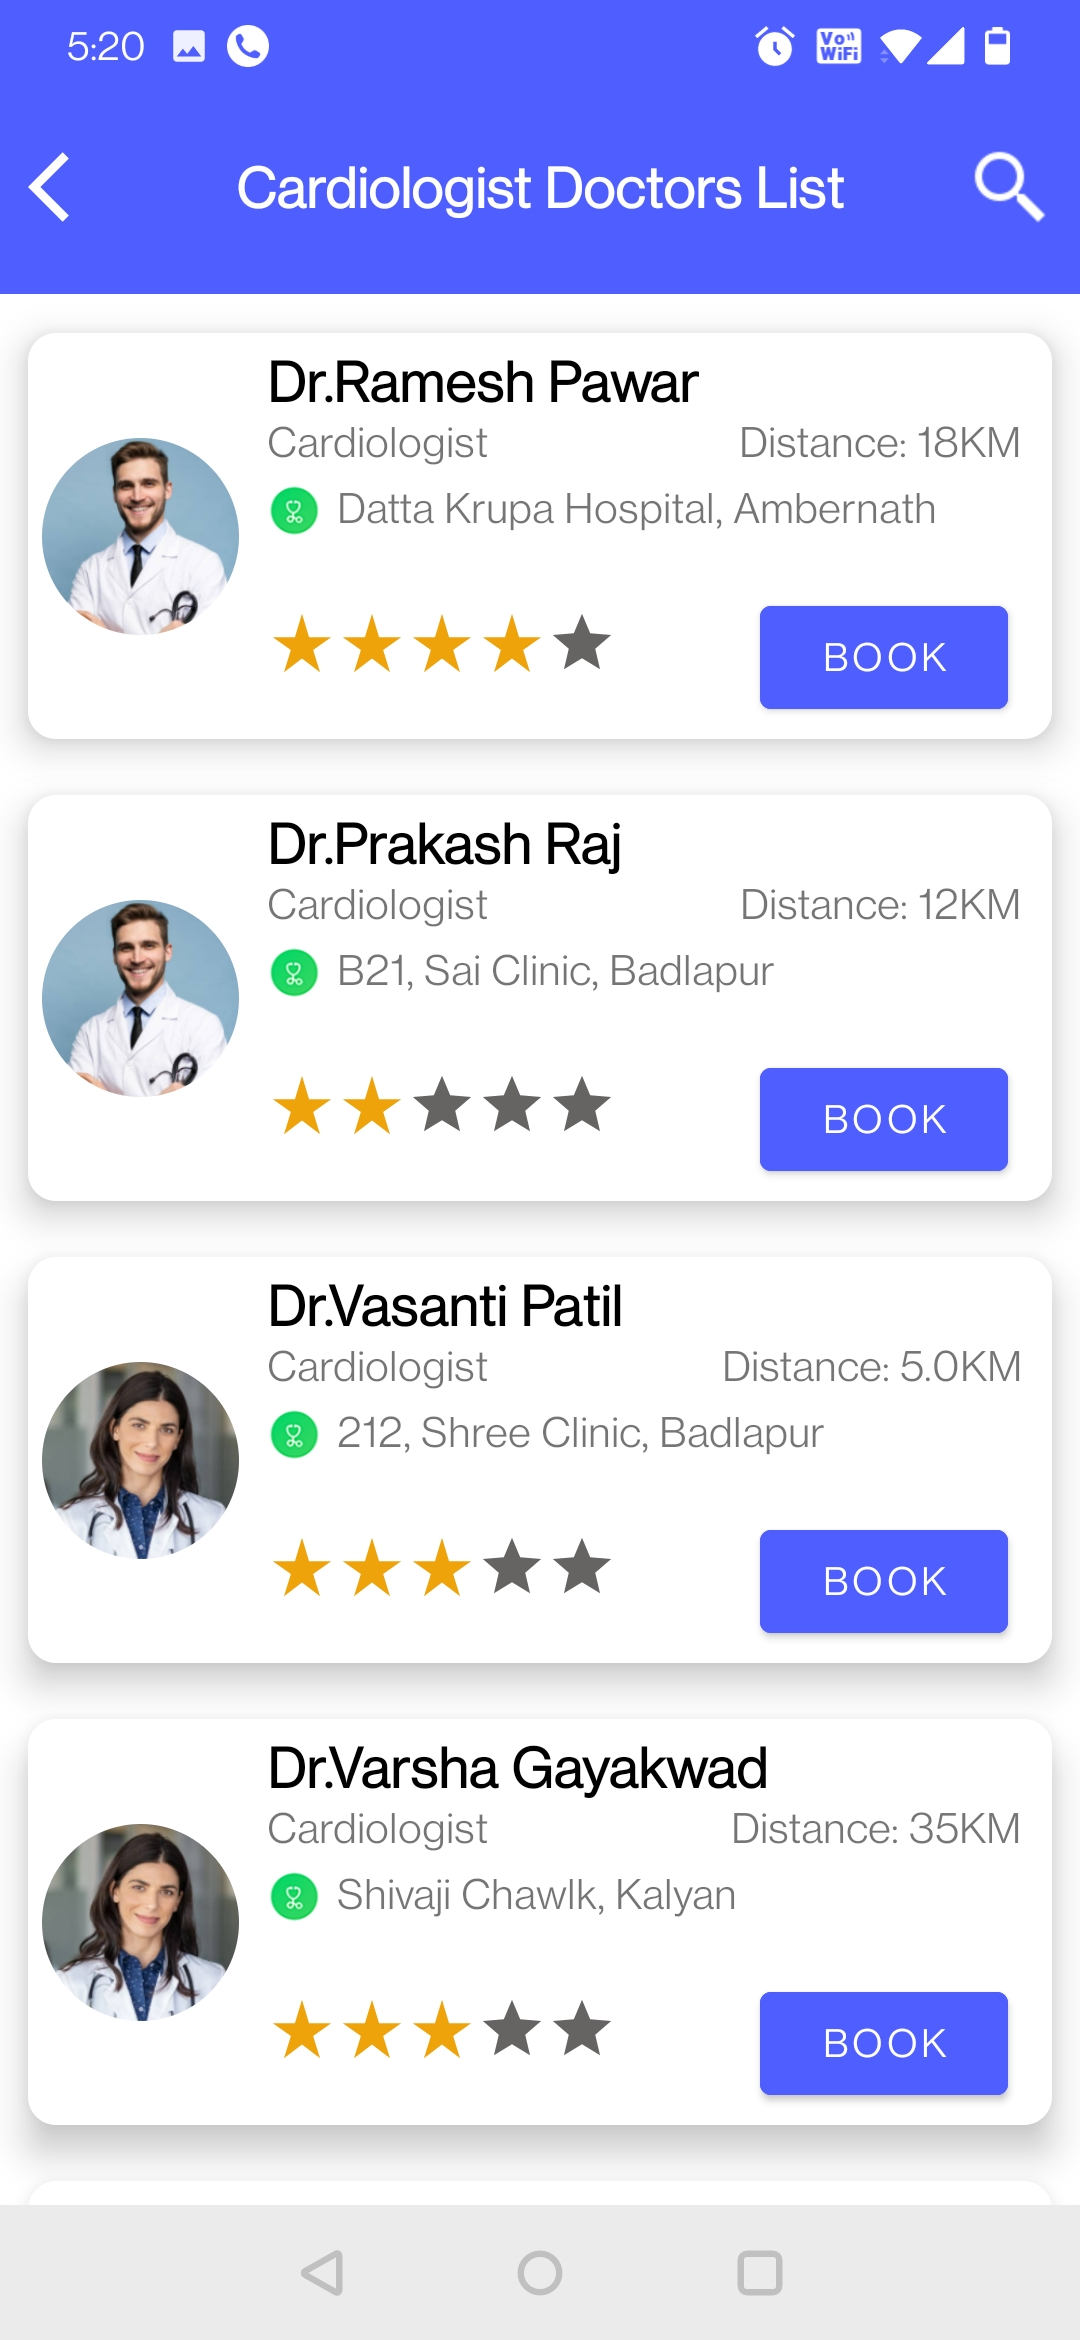 5:20
Vo WiFi
Cardiologist Doctors List
Dr.Ramesh Pawar
Cardiologist Distance: 18KM
Datta Krupa Hospital, Ambernath
BOOK
Dr.Prakash Raj
Cardiologist Distance: 12KM
B21, Sai Clinic, Badlapur
BOOK
Dr.Vasanti Patil
Cardiologist Distance: 5.0KM
212, Shree Clinic, Badlapur
BOOK
Dr.Varsha Gayakwad
Cardiologist Distance: 35KM
Shivaji Chawlk, Kalyan
BOOK